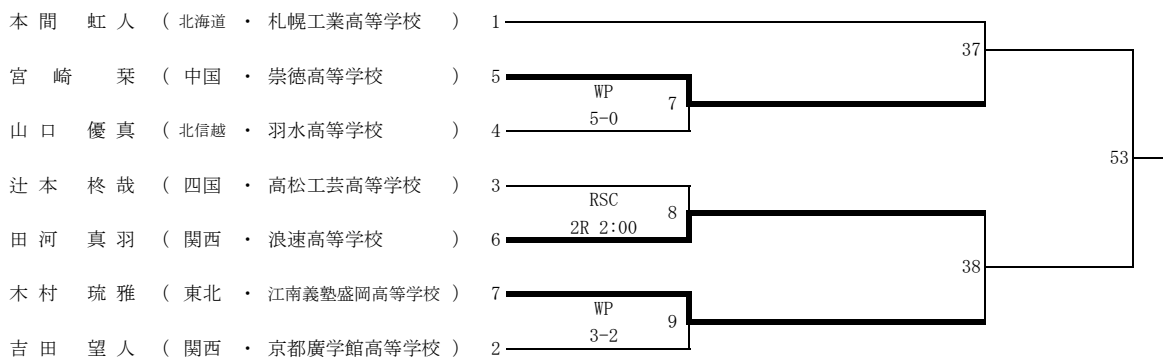 本間 虹人 ( 北海道 ・ 札幌工業高等学校 ) 1
37
宮崎 栞 ( 中国 ・ 崇徳高等学校 ) 5
WP
7
5-0
山口 優真 ( 北信越 ・ 羽水高等学校 ) 4
53
辻本 柊哉 ( 四国 ・ 高松工芸高等学校 ) 3
RSC
8
2R 2:00
田河 真羽 ( 関西 ・ 浪速高等学校 ) 6
38
木村 琉雅 ( 東北 ・ 江南義塾盛岡高等学校 ) 7
WP
9
3-2
吉田 望人 ( 関西 ・ 京都廣学館高等学校 ) 2